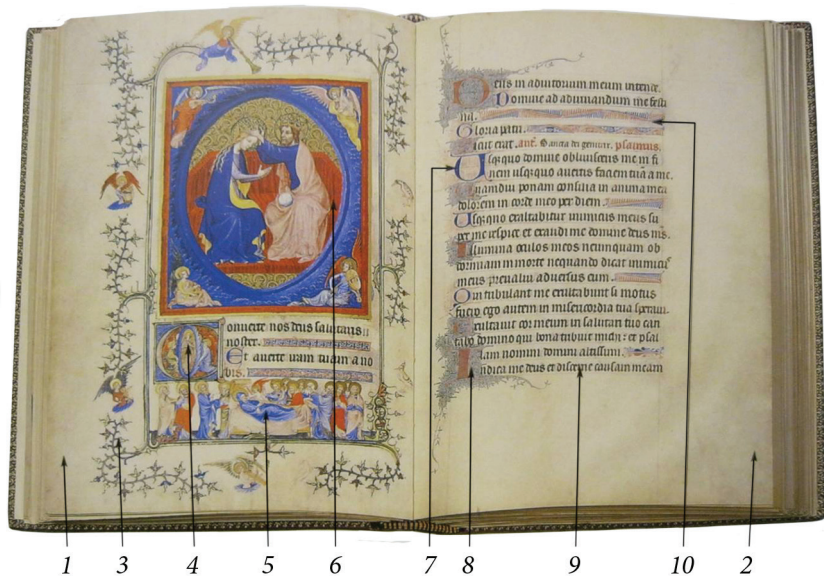 onuerte nos deus salutaris
noster.
Et auerte iram tuam a no
bis.
Deus in adiutorium meum intende.
Domine ad adiuuandum me festi
na.
Gloria patri.
Sicut erat. ant. Sancta dei genitrix. psalmus.
Usquequo domine obliuisceris me in fi
nem usquequo auertis faciem tuam a me.
Quamdiu ponam consilia in anima mea
dolorem in corde meo per diem
Usquequo exaltabitur inimicus meus su
per me respice et exaudi me domine deus ms.
Illumina oculos meos ne unquam ob
dormiam in morte nequando dicat inimicus
meus preualui aduersus eum.
Qui tribulant me exultabunt si motus
fuero ego autem in misericordia tua speraui.
Exultauit cor meum in salutari tuo can
tabo domino qui bona tribuit michi: et psal
lam nomini domini altissimi.
Iudica me deus et discerne causam meam
1 3 4 5 6 7 8 9 10 2